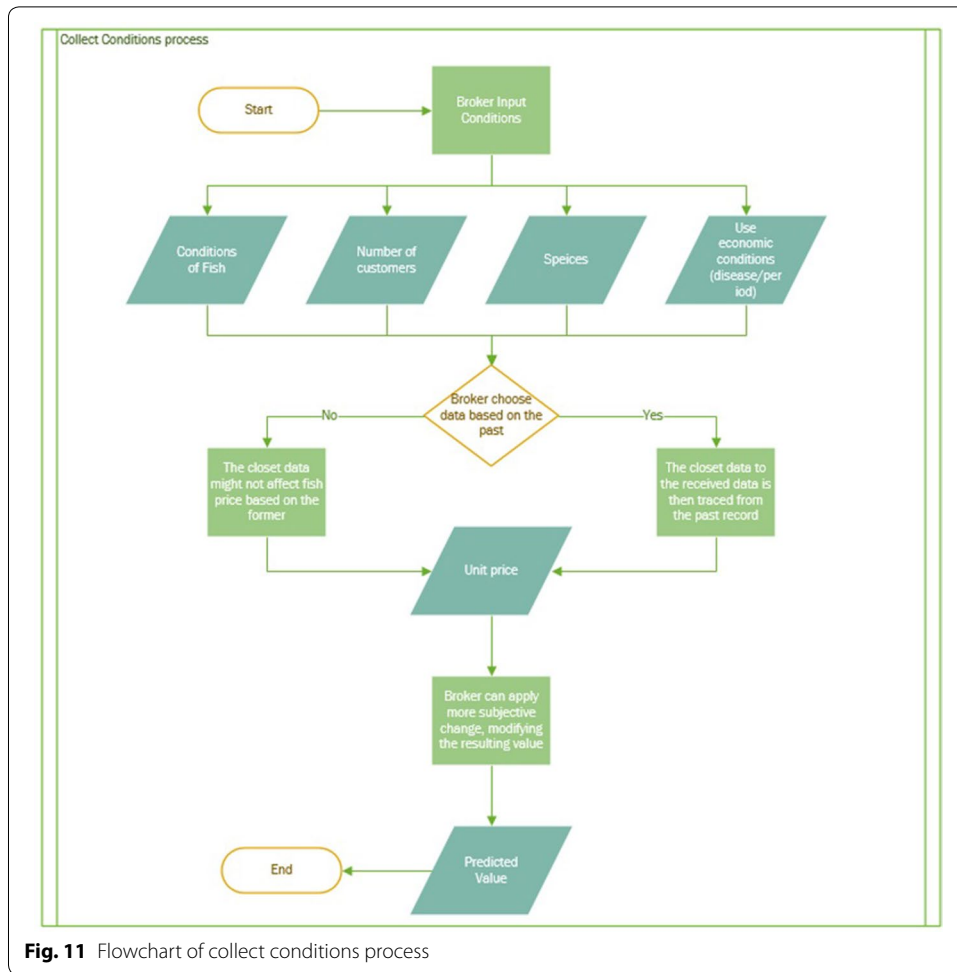 Collect Conditions process
Start
Broker Input
Conditions
Conditions
of Fish
Number of
customers
Speices
Use
economic
conditions
(disease/per
iod)
Broker choose
data based on the
past
No
Yes
The closet data
might not affect fish
price based on the
former
The closet data to
the received data is
then traced from
the past record
Unit price
Broker can apply
more subjective
change, modifying
the resulting value
Predicted
Value
End
Fig. 11 Flowchart of collect conditions process